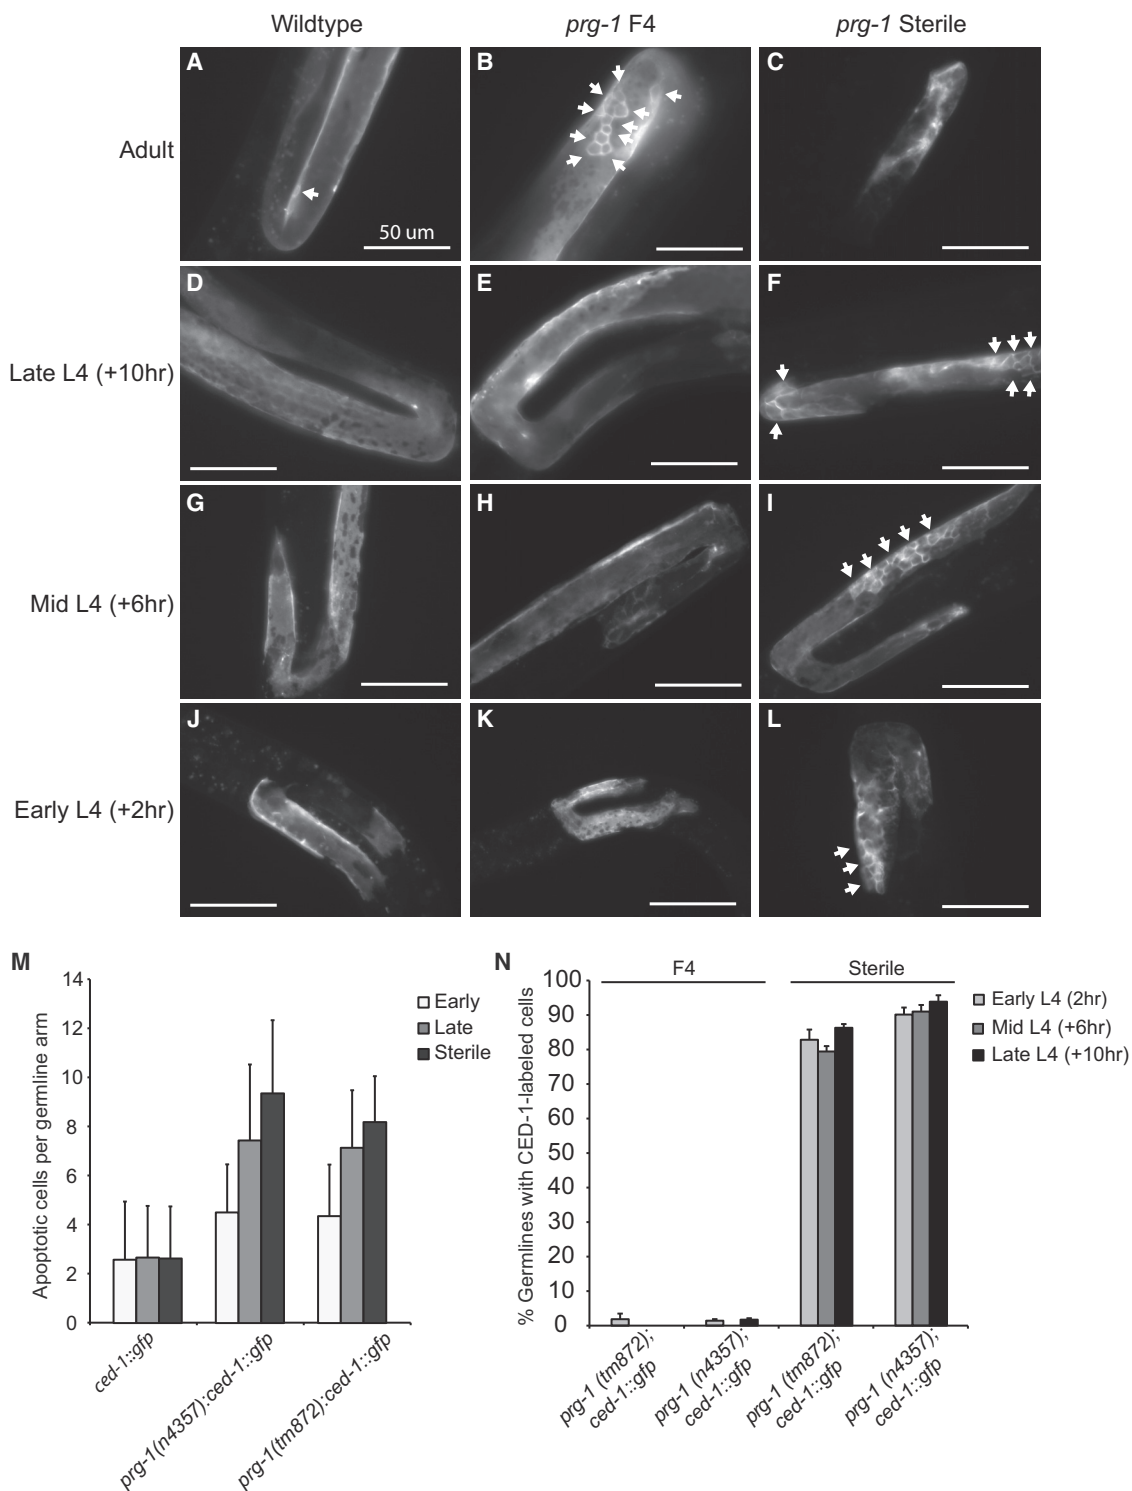 Wildtype
prg-1 F4
prg-1 Sterile
Adult
A
50 um
B
C
Late L4 (+10hr)
D
E
F
Mid L4 (+6hr)
G
H
I
Early L4 (+2hr)
J
K
L
M
Apoptotic cells per germline arm
14
12
10
8
6
4
2
0
Early
Late
Sterile
ced-1::gfp
prg-1(n4357);ced-1::gfp
prg-1(tm872);ced-1::gfp
N
% Germlines with CED-1-labeled cells
100
90
80
70
60
50
40
30
20
10
0
F4
Sterile
Early L4 (2hr)
Mid L4 (+6hr)
Late L4 (+10hr)
prg-1 (tm872);
ced-1::gfp
prg-1 (n4357);
ced-1::gfp
prg-1 (tm872);
ced-1::gfp
prg-1 (n4357);
ced-1::gfp